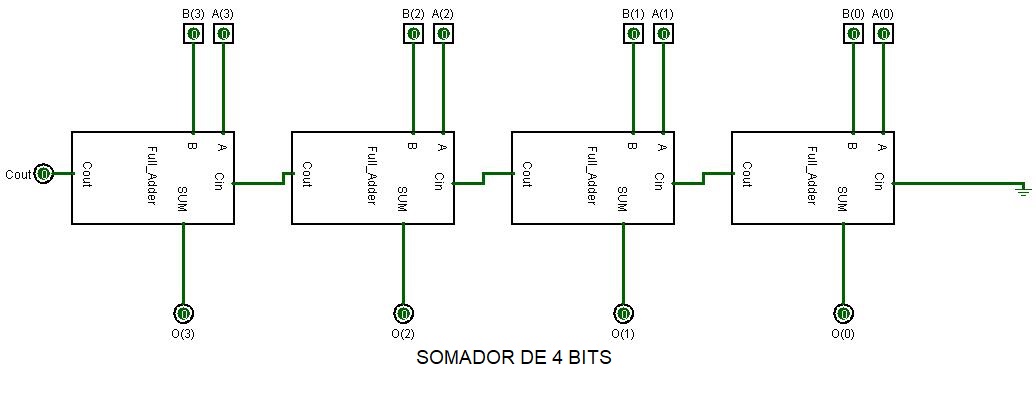 B(3) A(3) B(2) A(2) B(1) A(1) B(0) A(0)
0 0 0 0 0 0 0 0
B A B A B A B A
Cout 0 Cout Full_Adder SUM Cin Cout Full_Adder SUM Cin Cout Full_Adder SUM Cin Cout Full_Adder SUM Cin
0 0 0 0
O(3) O(2) O(1) O(0)
SOMADOR DE 4 BITS